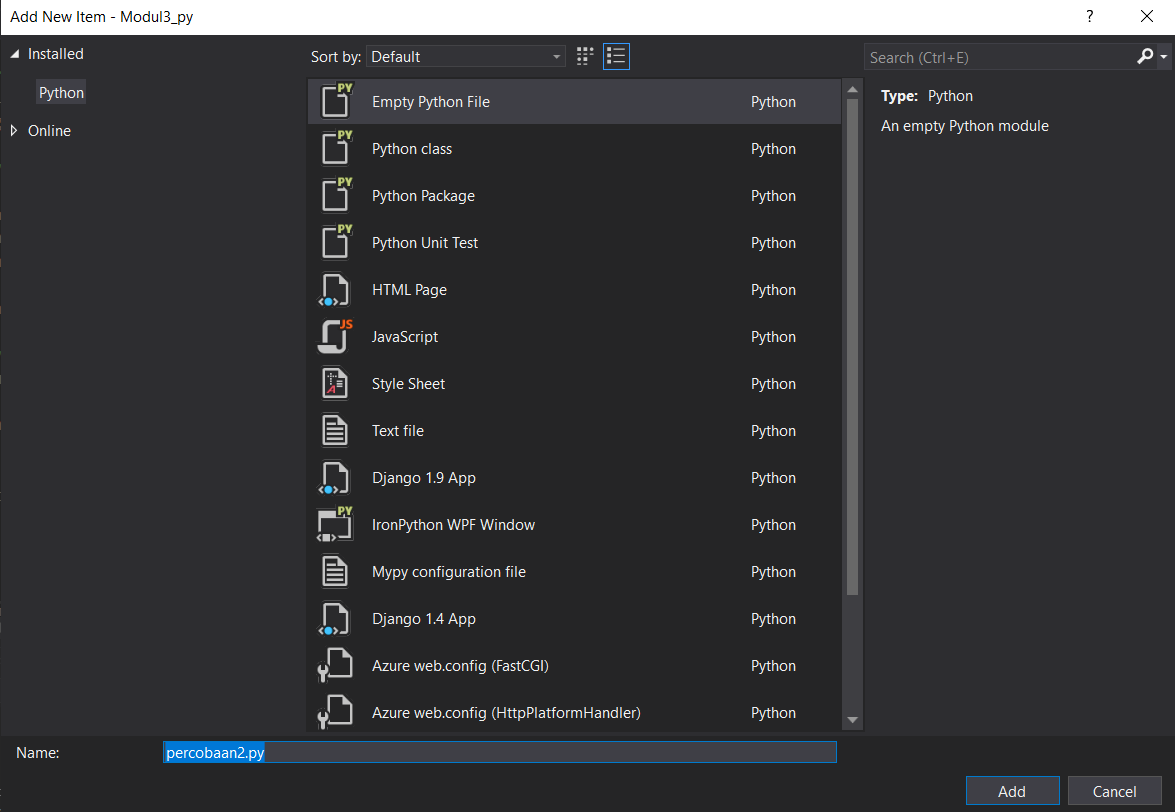 Add New Item - Modul3_py
?
Installed
Python
Online
Sort by: Default
Search (Ctrl+E)
PY Empty Python File Python
PY Python class Python
PY Python Package Python
PY Python Unit Test Python
HTML Page Python
JS JavaScript Python
Style Sheet Python
Text file Python
Django 1.9 App Python
PY IronPython WPF Window Python
Mypy configuration file Python
Django 1.4 App Python
Azure web.config (FastCGI) Python
Azure web.config (HttpPlatformHandler) Python
Type: Python
An empty Python module
Name: percobaan2.py
Add Cancel